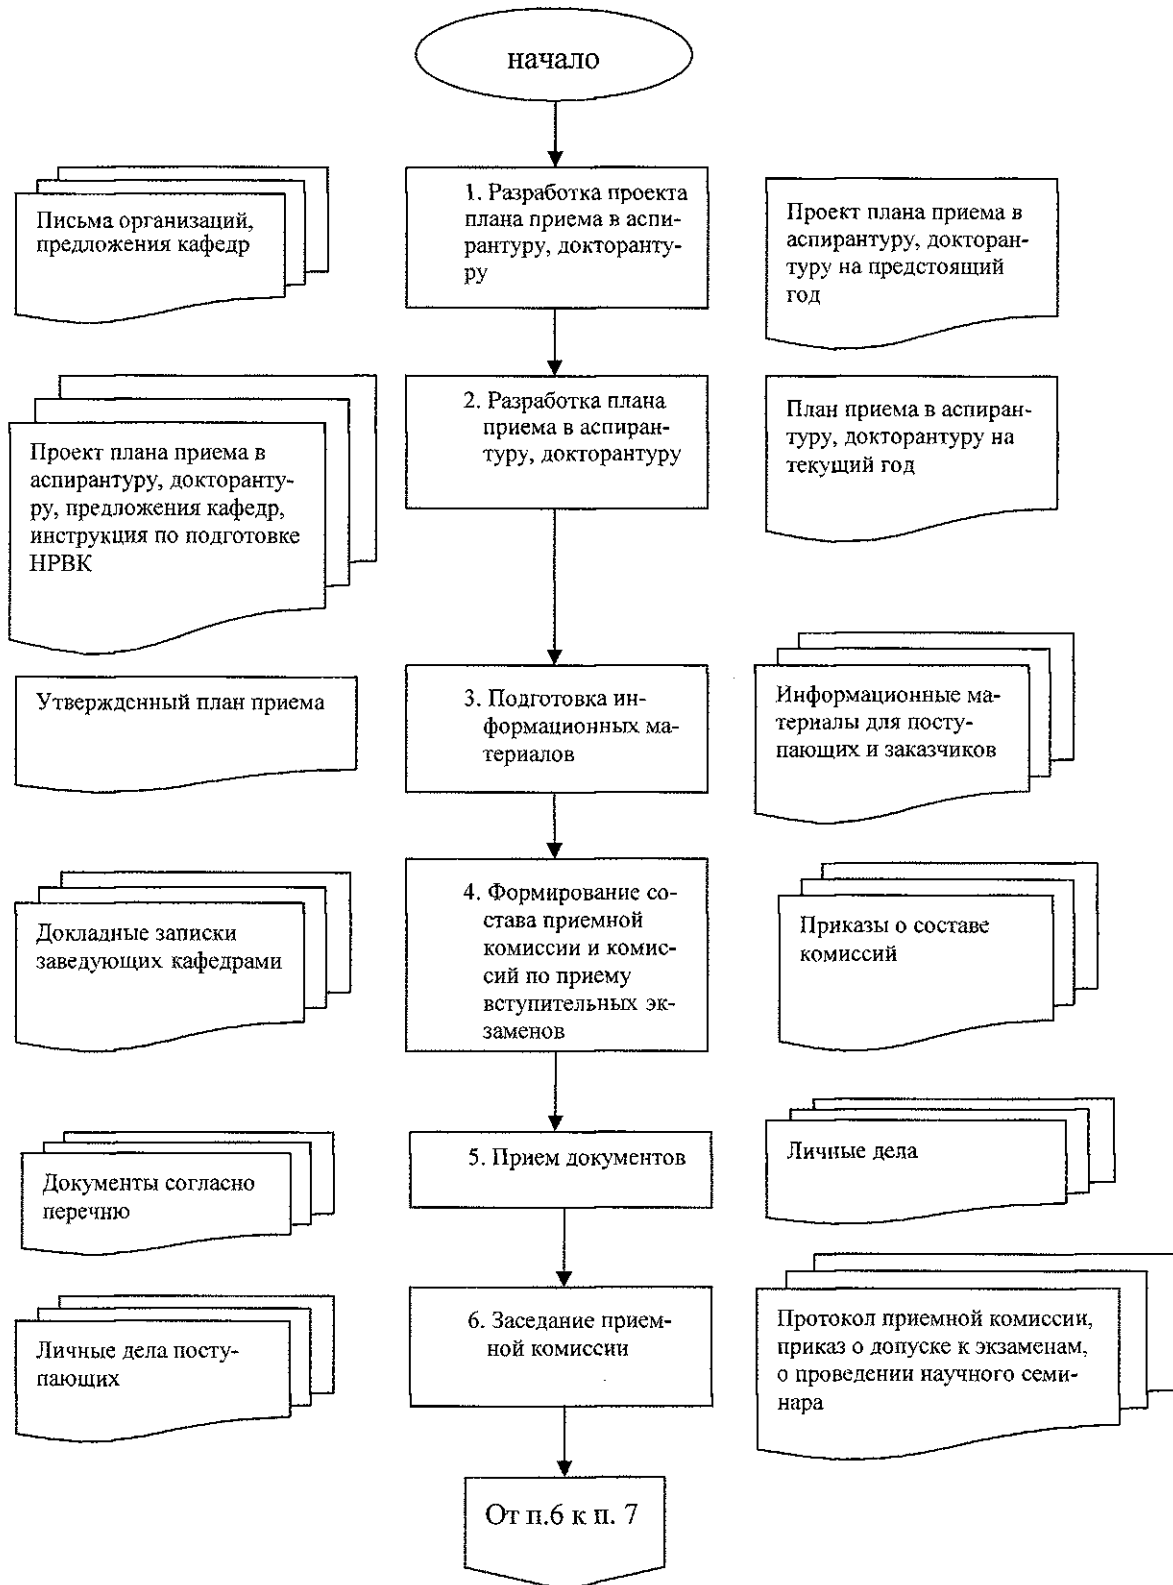 начало
Письма организаций,
предложения кафедр
1. Разработка проекта
плана приема в аспи-
рантуру, докторанту-
ру
Проект плана приема в
аспирантуру, докторан-
туру на предстоящий
год
Проект плана приема в
аспирантуру, докторанту-
ру, предложения кафедр,
инструкция по подготовке
НРВК
2. Разработка плана
приема в аспиран-
туру, докторантуру
План приема в аспиран-
туру, докторантуру на
текущий год
Утвержденный план приема
3. Подготовка ин-
формационных ма-
териалов
Информационные ма-
териалы для посту-
пающих и заказчиков
Докладные записки
заведующих кафедрами
4. Формирование со-
става приемной
комиссии и комис-
сий по приему
вступительных эк-
заменов
Приказы о составе
комиссий
Документы согласно
перечню
5. Прием документов
Личные дела
Личные дела посту-
пающих
6. Заседание прием-
ной комиссии
Протокол приемной комиссии,
приказ о допуске к экзаменам,
о проведении научного семи-
нара
От п.6 к п. 7